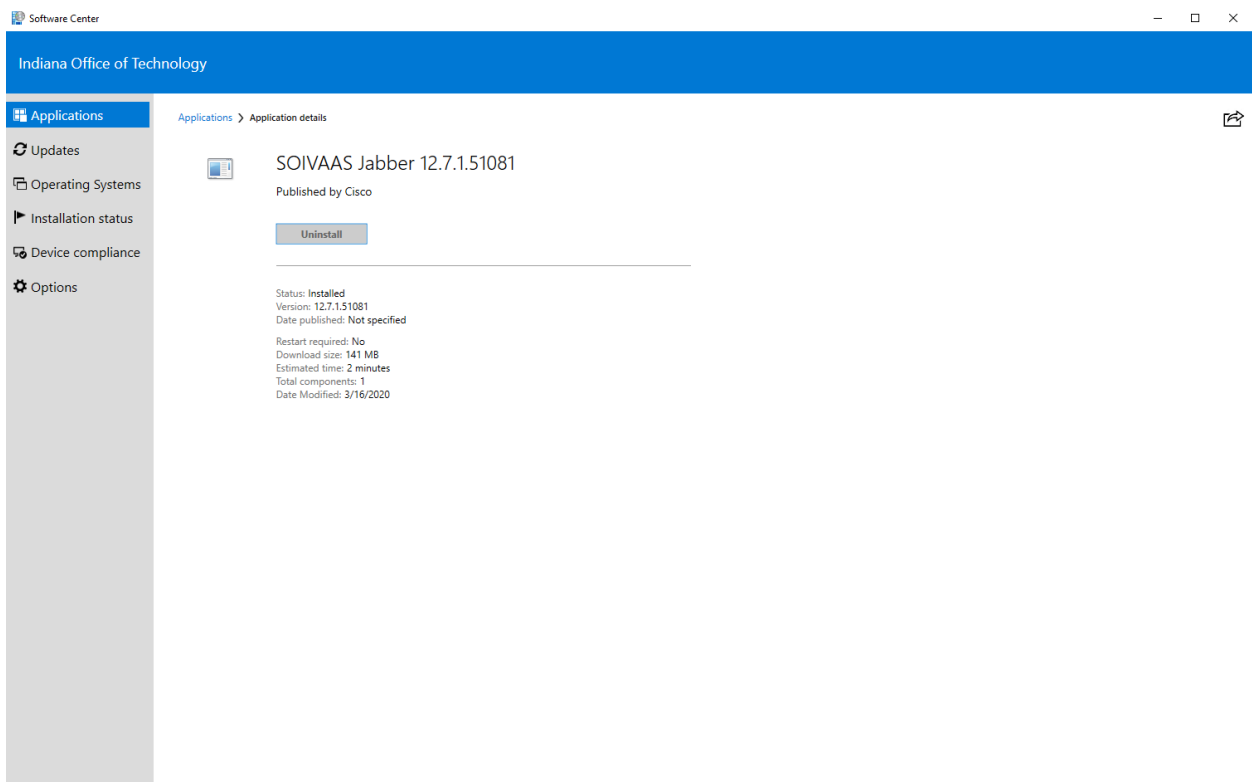 Software Center
Indiana Office of Technology
Applications
Updates
Operating Systems
Installation status
Device compliance
Options
Applications ❯ Application details
SOIVAAS Jabber 12.7.1.51081
Published by Cisco
Uninstall
Status: Installed
Version: 12.7.1.51081
Date published: Not specified
Restart required: No
Download size: 141 MB
Estimated time: 2 minutes
Total components: 1
Date Modified: 3/16/2020